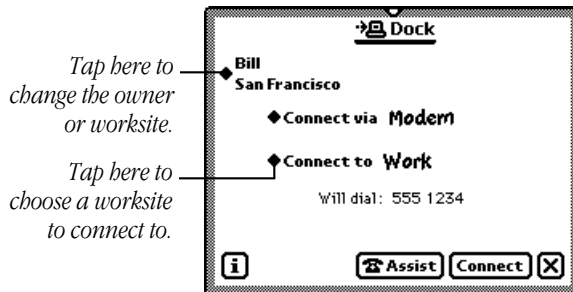 Dock
Tap here to
change the owner
or worksite.
Bill
San Francisco
Connect via Modem
Tap here to
choose a worksite
to connect to.
Connect to Work
Will dial: 555 1234
i
Assist
Connect
X